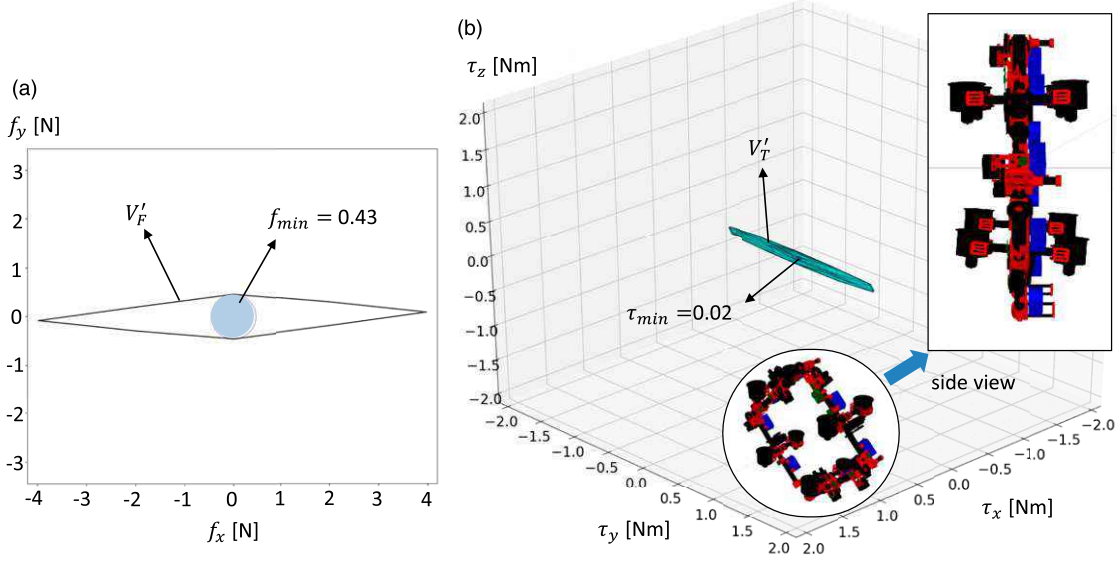 (a)
f_y [N]
3
2
1
0
-1
-2
-3
-4 -3 -2 -1 0 1 2 3 4
f_x [N]
V'_F
f_min = 0.43
(b)
τ_z [Nm]
2.0
1.5
1.0
0.5
0.0
-0.5
-1.0
-1.5
-2.0
V'_T
τ_min =0.02
-2.0
-1.5
-1.0
-0.5
0.0
0.5
1.0
1.5
2.0
τ_y [Nm]
2.0
1.5
1.0
0.5
0.0
-0.5
-1.0
-1.5
-2.0
τ_x [Nm]
side view